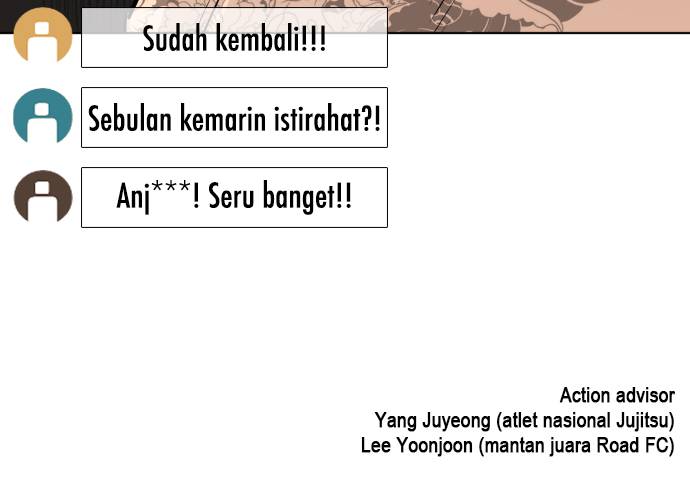 Sudah kembali!!!
Sebulan kemarin istirahat?!
Anj***! Seru banget!!
Action advisor
Yang Juyeong (atlet nasional Jujitsu)
Lee Yoonjoon (mantan juara Road FC)